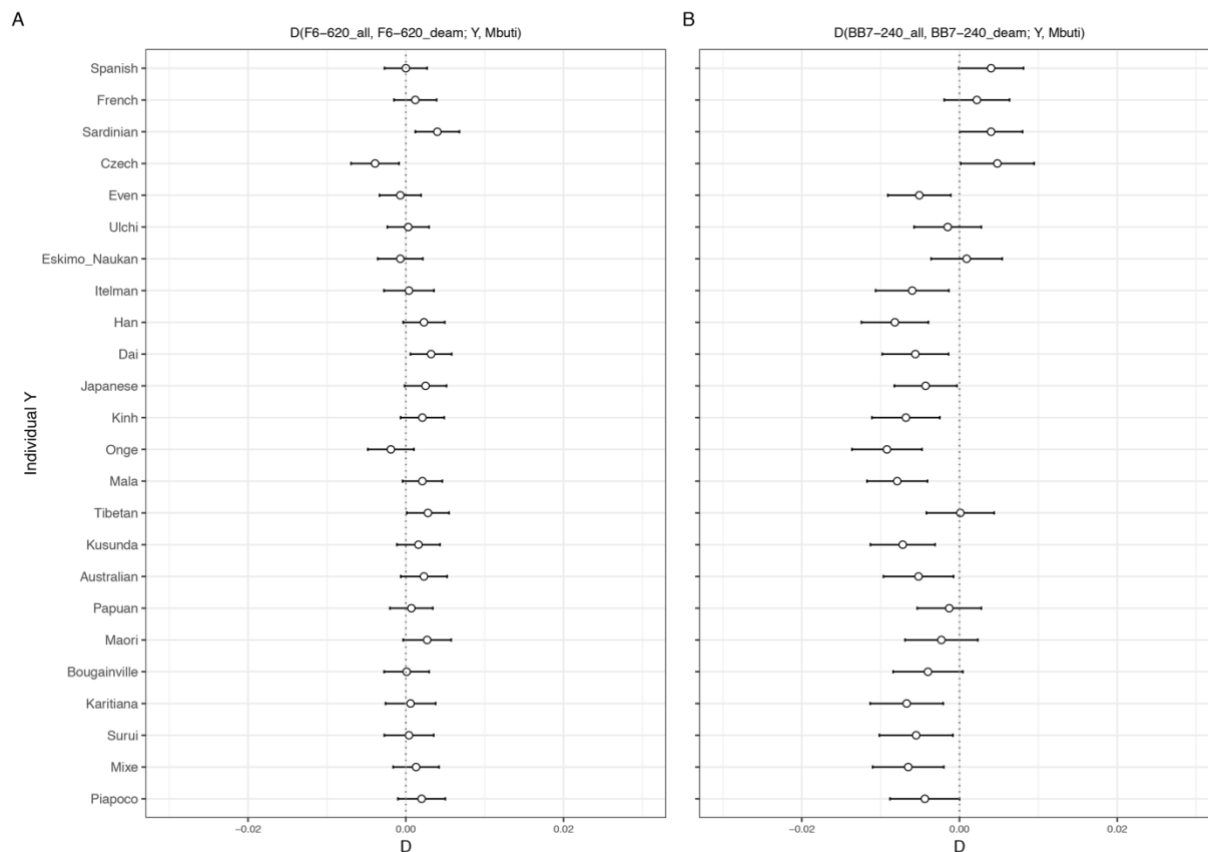 A
D(F6−620_all, F6−620_deam; Y, Mbuti)
B
D(BB7−240_all, BB7−240_deam; Y, Mbuti)
Individual Y
Spanish
French
Sardinian
Czech
Even
Ulchi
Eskimo_Naukan
Itelman
Han
Dai
Japanese
Kinh
Onge
Mala
Tibetan
Kusunda
Australian
Papuan
Maori
Bougainville
Karitiana
Surui
Mixe
Piapoco
−0.02 0.00 0.02
D
−0.02 0.00 0.02
D